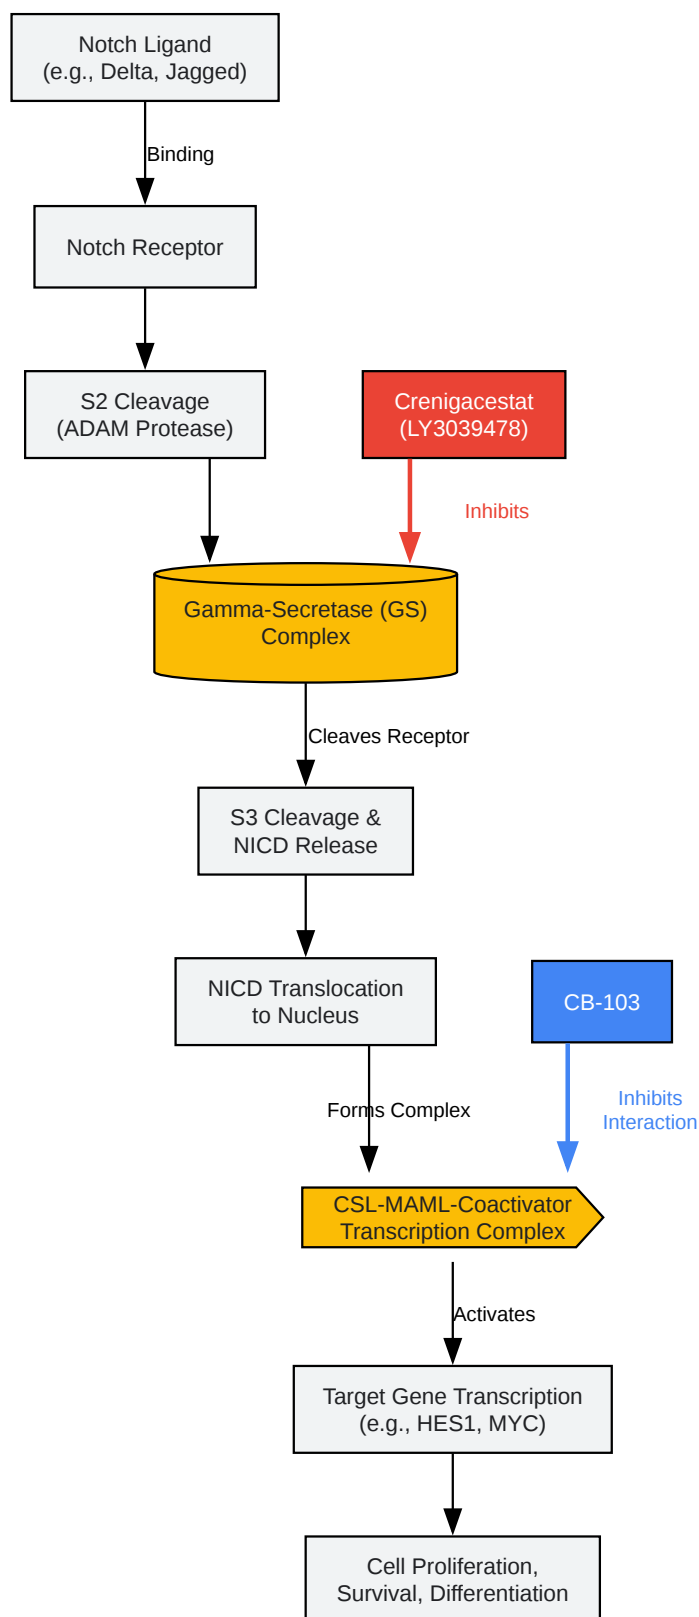 Notch Ligand
(e.g., Delta, Jagged)
Binding
Notch Receptor
S2 Cleavage
(ADAM Protease)
Crenigacestat
(LY3039478)
Inhibits
Gamma-Secretase (GS)
Complex
Cleaves Receptor
S3 Cleavage &
NICD Release
NICD Translocation
to Nucleus
CB-103
Forms Complex
Inhibits
Interaction
CSL-MAML-Coactivator
Transcription Complex
Activates
Target Gene Transcription
(e.g., HES1, MYC)
Cell Proliferation,
Survival, Differentiation